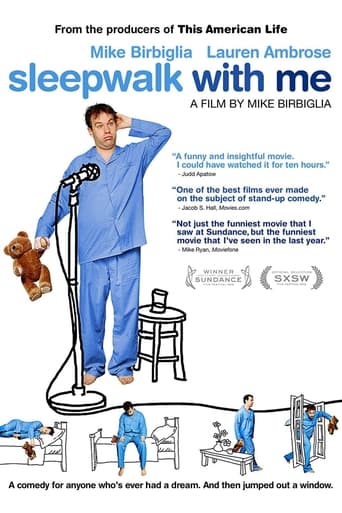 From the producers of This American Life
Mike Birbiglia Lauren Ambrose
sleepwalk with me
A FILM BY MIKE BIRBIGLIA
“A funny and insightful movie.
I could have watched it for ten hours.”
- Judd Apatow
“One of the best films ever made
on the subject of stand-up comedy.”
- Jacob S. Hall, Movies.com
“Not just the funniest movie that I
saw at Sundance, but the funniest
movie that I've seen in the last year.”
- Mike Ryan, Moviefone
WINNER
SUNDANCE
OFFICIAL SELECTION
SXSW
A comedy for anyone who's ever had a dream. And then jumped out a window.